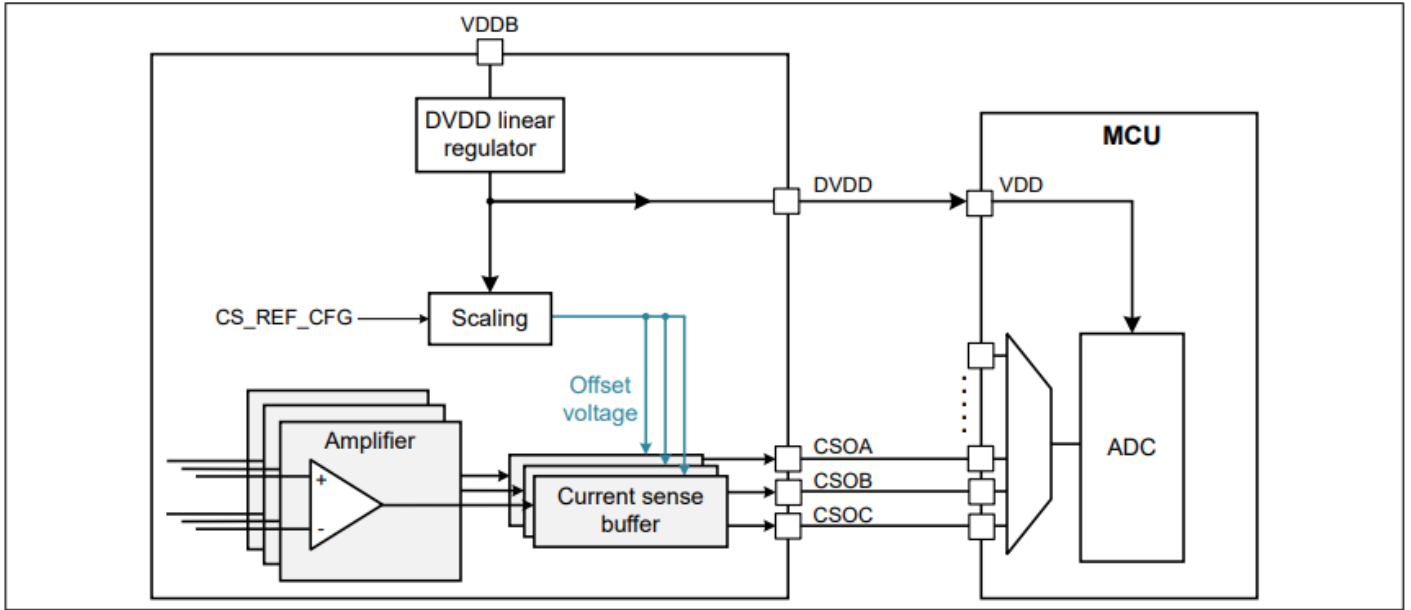 VDDB
DVDD linear
regulator
MCU
DVDD
VDD
CS_REF_CFG
Scaling
Offset
voltage
Amplifier
+
-
CSOA
CSOB
CSOC
Current sense
buffer
ADC